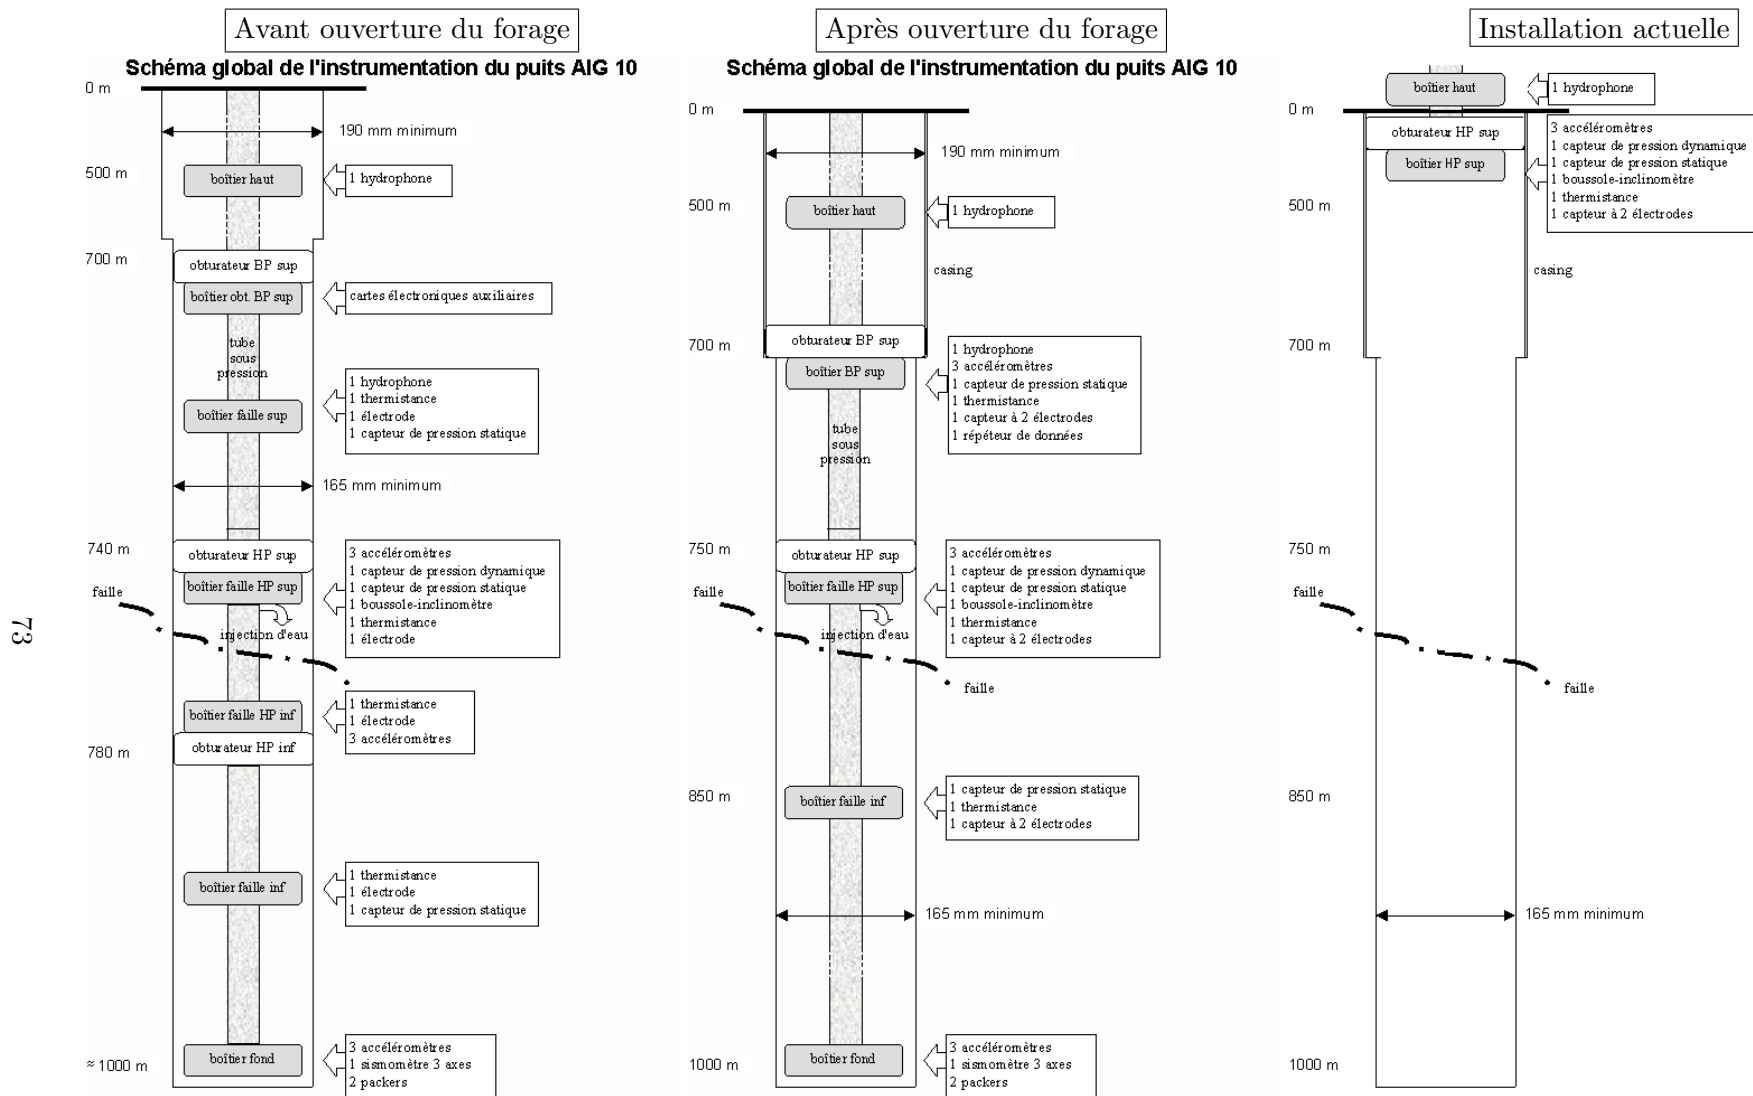 Avant ouverture du forage
Schéma global de l'instrumentation du puits AIG 10
0 m
190 mm minimum
500 m
boîtier haut
1 hydrophone
700 m
obturateur BP sup
boîtier obt. BP sup
cartes électroniques auxiliaires
tube
sous
pression
1 hydrophone
1 thermistance
1 électrode
1 capteur de pression statique
boîtier faille sup
165 mm minimum
740 m
obturateur HP sup
boîtier faille HP sup
3 accéléromètres
1 capteur de pression dynamique
1 capteur de pression statique
1 boussole-inclinomètre
1 thermistance
1 électrode
faille
injection d'eau
boîtier faille HP inf
1 thermistance
1 électrode
3 accéléromètres
780 m
obturateur HP inf
boîtier faille inf
1 thermistance
1 électrode
1 capteur de pression statique
≈ 1000 m
boîtier fond
3 accéléromètres
1 sismomètre 3 axes
2 packers
Après ouverture du forage
Schéma global de l'instrumentation du puits AIG 10
0 m
190 mm minimum
500 m
boîtier haut
1 hydrophone
casing
700 m
obturateur BP sup
boîtier BP sup
1 hydrophone
3 accéléromètres
1 capteur de pression statique
1 thermistance
1 capteur à 2 électrodes
1 répéteur de données
tube
sous
pression
750 m
obturateur HP sup
boîtier faille HP sup
3 accéléromètres
1 capteur de pression dynamique
1 capteur de pression statique
1 boussole-inclinomètre
1 thermistance
1 capteur à 2 électrodes
faille
injection d'eau
faille
850 m
boîtier faille inf
1 capteur de pression statique
1 thermistance
1 capteur à 2 électrodes
165 mm minimum
1000 m
boîtier fond
3 accéléromètres
1 sismomètre 3 axes
2 packers
Installation actuelle
boîtier haut
1 hydrophone
0 m
obturateur HP sup
boîtier HP sup
3 accéléromètres
1 capteur de pression dynamique
1 capteur de pression statique
1 boussole-inclinomètre
1 thermistance
1 capteur à 2 électrodes
500 m
casing
700 m
750 m
faille
faille
850 m
165 mm minimum
1000 m
73